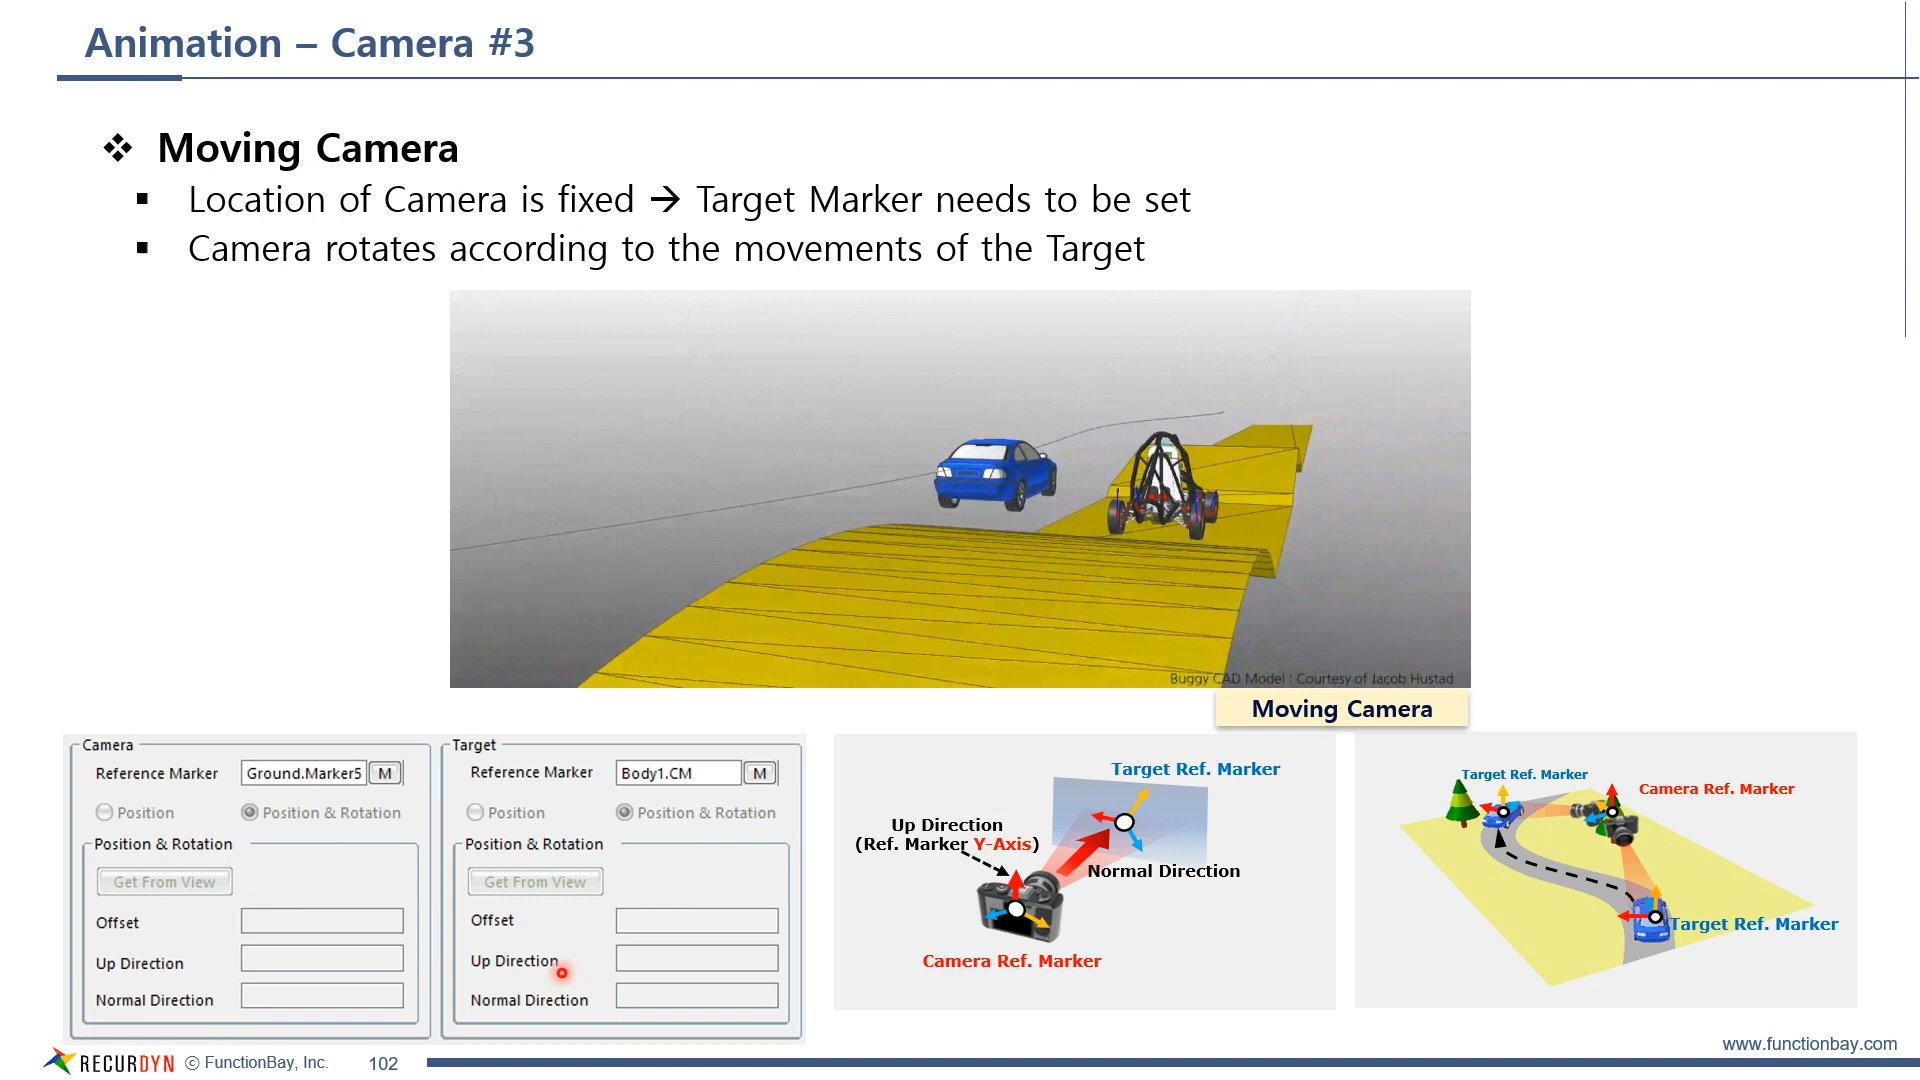 Animation – Camera #3
❖ Moving Camera
▪ Location of Camera is fixed → Target Marker needs to be set
▪ Camera rotates according to the movements of the Target
Buggy CAD Model : Courtesy of Jacob Hustad
Moving Camera
Camera
Reference Marker Ground.Marker5 M
Position Position & Rotation
Position & Rotation
Get From View
Offset
Up Direction
Normal Direction
Target
Reference Marker Body1.CM M
Position Position & Rotation
Position & Rotation
Get From View
Offset
Up Direction
Normal Direction
Target Ref. Marker
Up Direction
(Ref. Marker Y-Axis)
Normal Direction
Camera Ref. Marker
Target Ref. Marker
Camera Ref. Marker
Target Ref. Marker
www.functionbay.com
RECURDYN © FunctionBay, Inc. 102